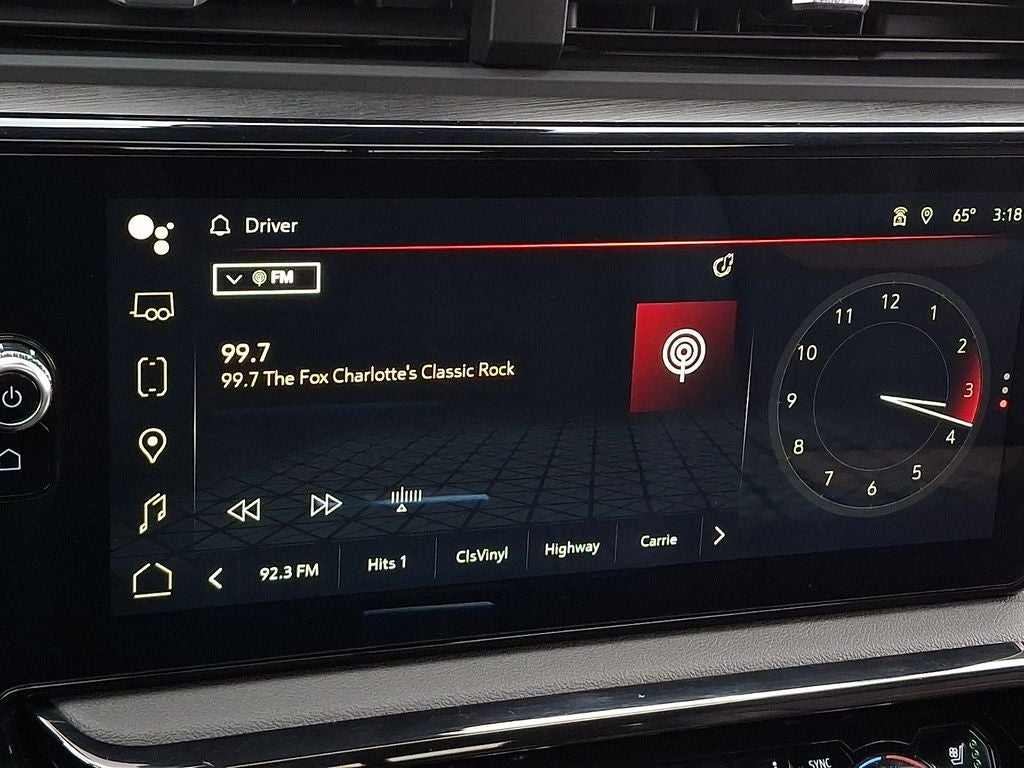 Driver
65° 3:18
FM
99.7
99.7 The Fox Charlotte's Classic Rock
12
1
2
3
4
5
6
7
8
9
10
11
92.3 FM
Hits 1
ClsVinyl
Highway
Carrie
SYNC